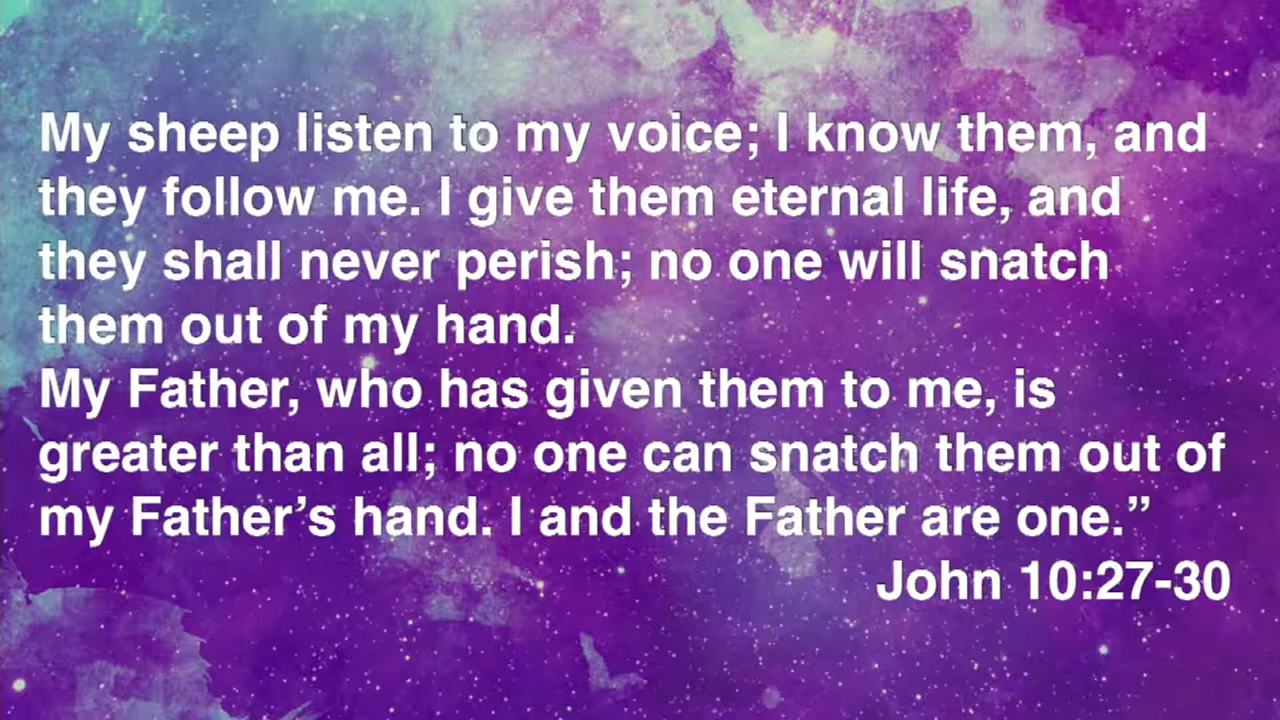 My sheep listen to my voice; I know them, and
they follow me. I give them eternal life, and
they shall never perish; no one will snatch
them out of my hand.
My Father, who has given them to me, is
greater than all; no one can snatch them out of
my Father’s hand. I and the Father are one.”
John 10:27-30